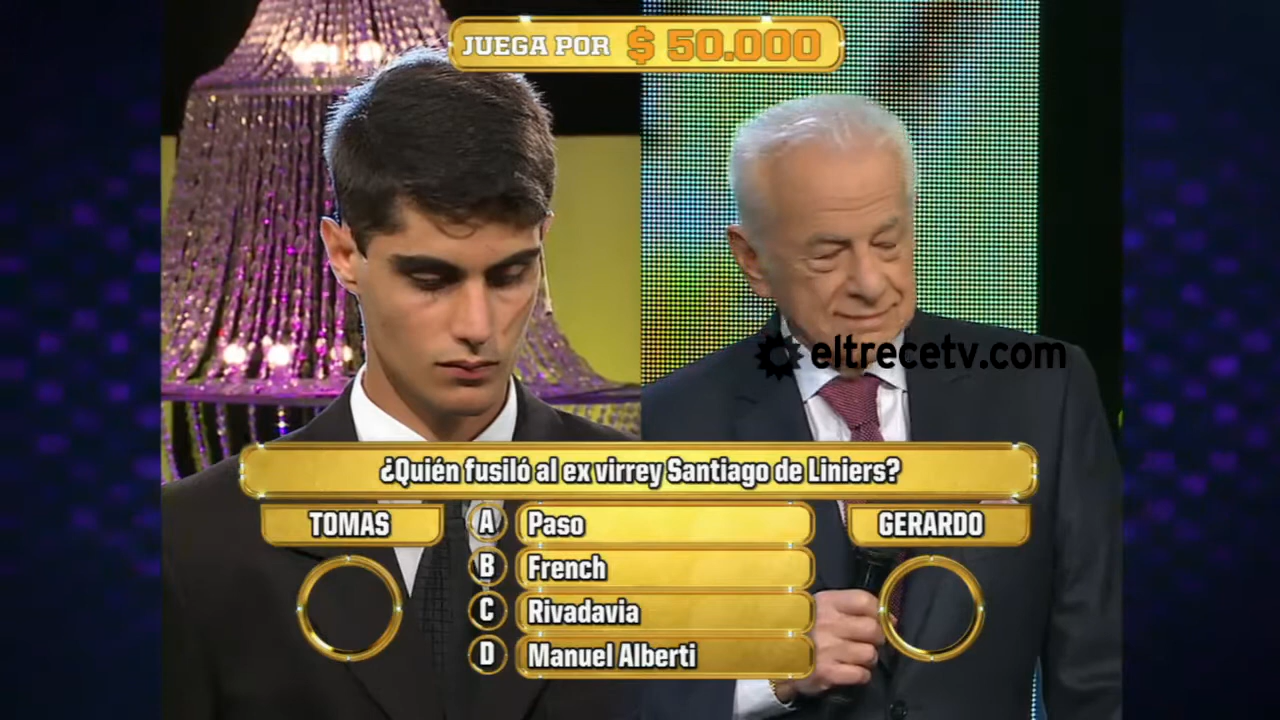 JUEGA POR $ 50.000
eltrecetv.com
¿Quién fusiló al ex virrey Santiago de Liniers?
TOMAS
A Paso
B French
C Rivadavia
D Manuel Alberti
GERARDO